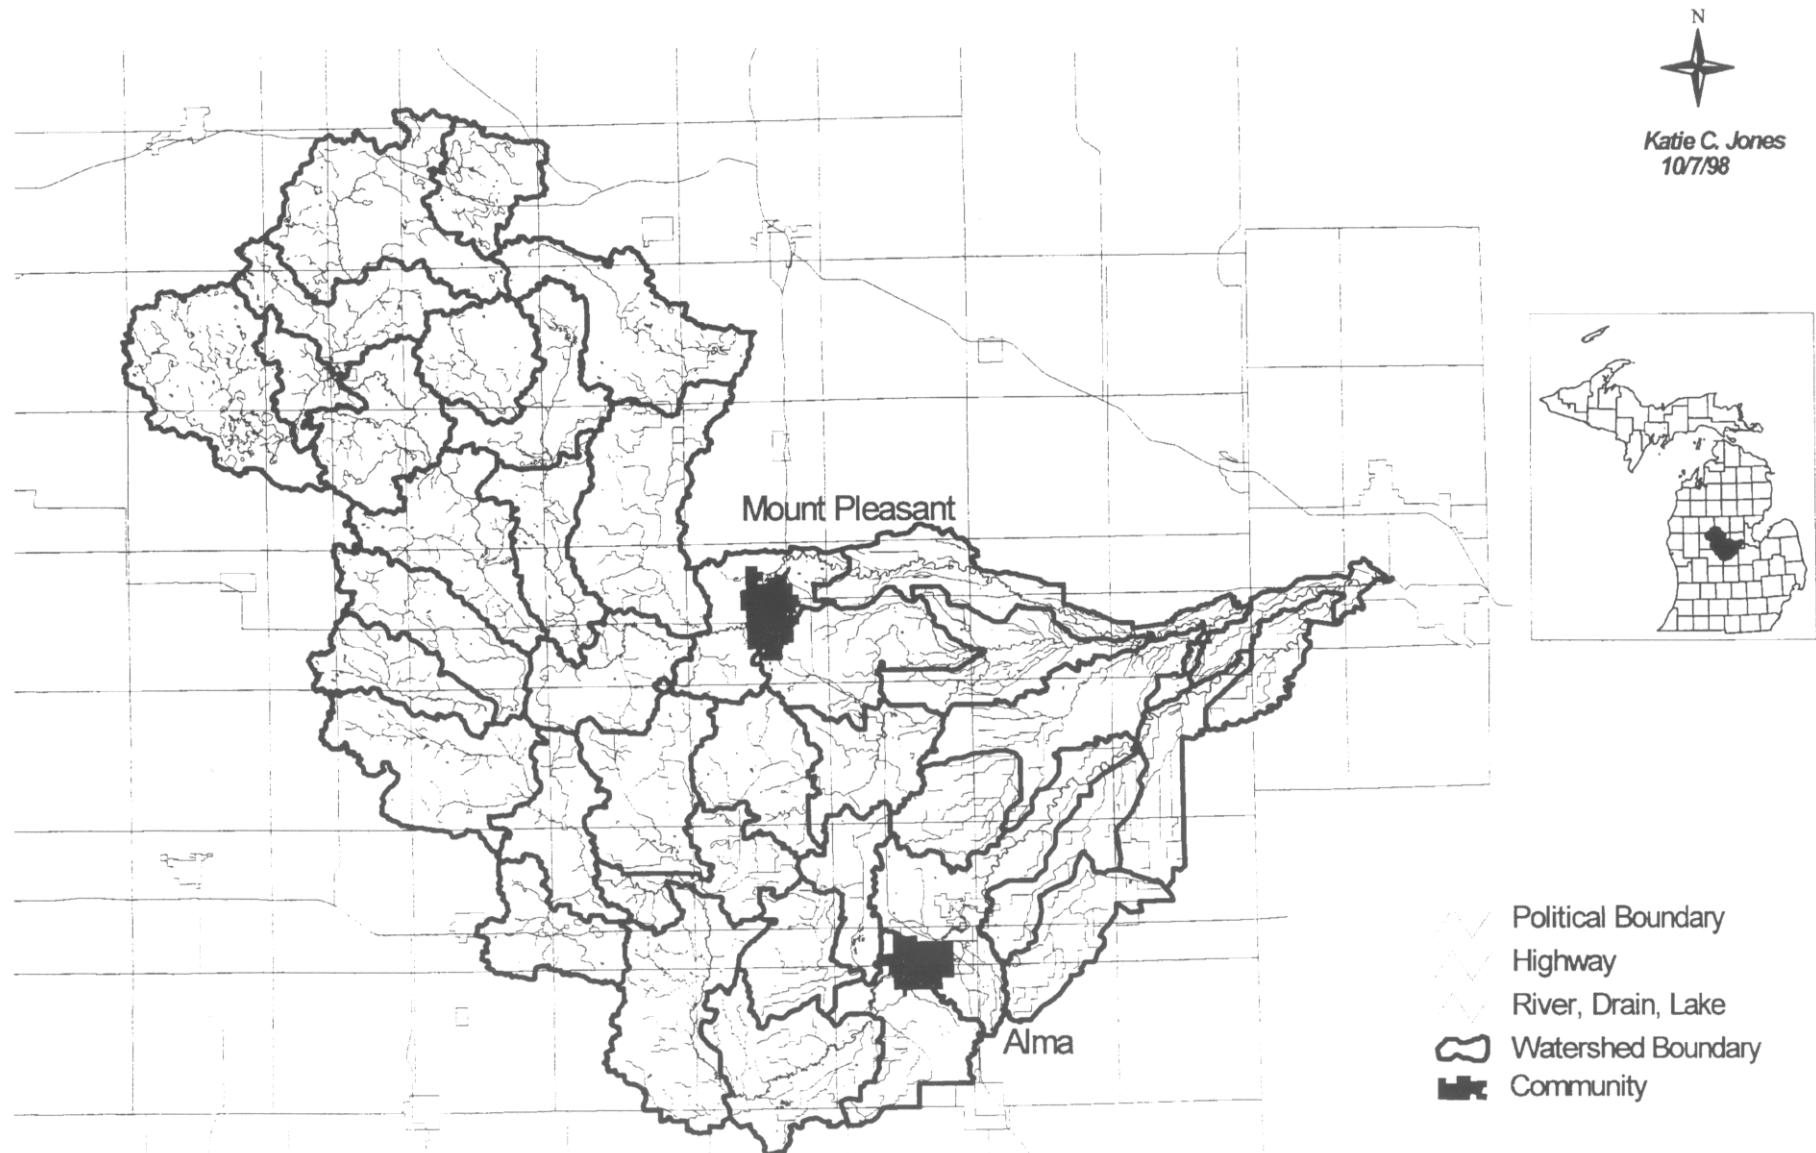 N
Katie C. Jones
10/7/98
Mount Pleasant
Alma
Political Boundary
Highway
River, Drain, Lake
Watershed Boundary
Community